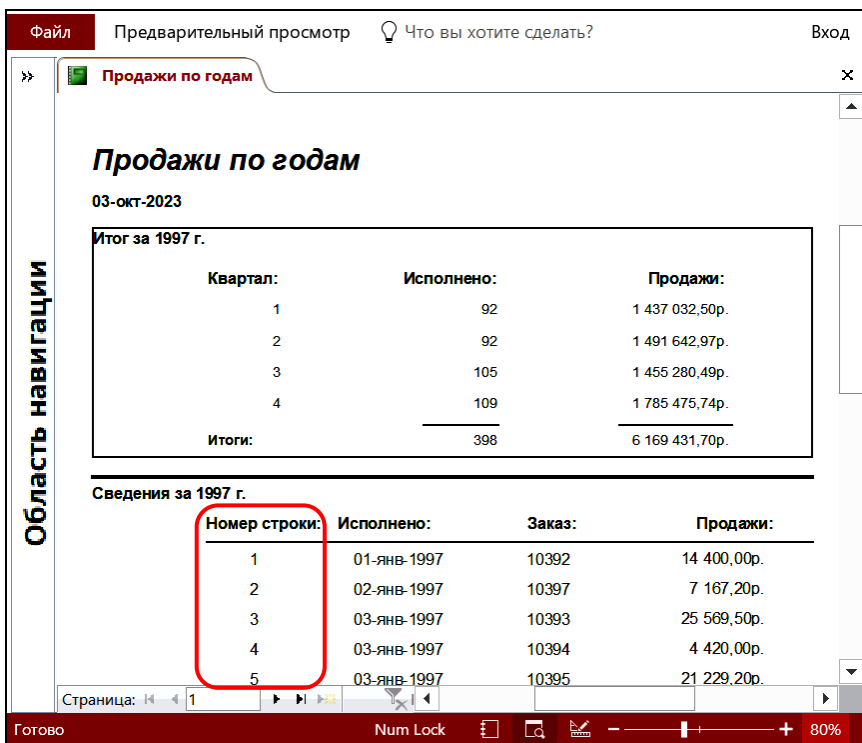 Файл Предварительный просмотр Что вы хотите сделать? Вход
» Продажи по годам ×
Область навигации
Продажи по годам
03-окт-2023
Итог за 1997 г.
Квартал: Исполнено: Продажи:
1 92 1 437 032,50р.
2 92 1 491 642,97р.
3 105 1 455 280,49р.
4 109 1 785 475,74р.
Итоги: 398 6 169 431,70р.
Сведения за 1997 г.
Номер строки: Исполнено: Заказ: Продажи:
1 01-янв-1997 10392 14 400,00р.
2 02-янв-1997 10397 7 167,20р.
3 03-янв-1997 10393 25 569,50р.
4 03-янв-1997 10394 4 420,00р.
5 03-янв-1997 10395 21 229,20р.
Страница: 1
Готово Num Lock 80%